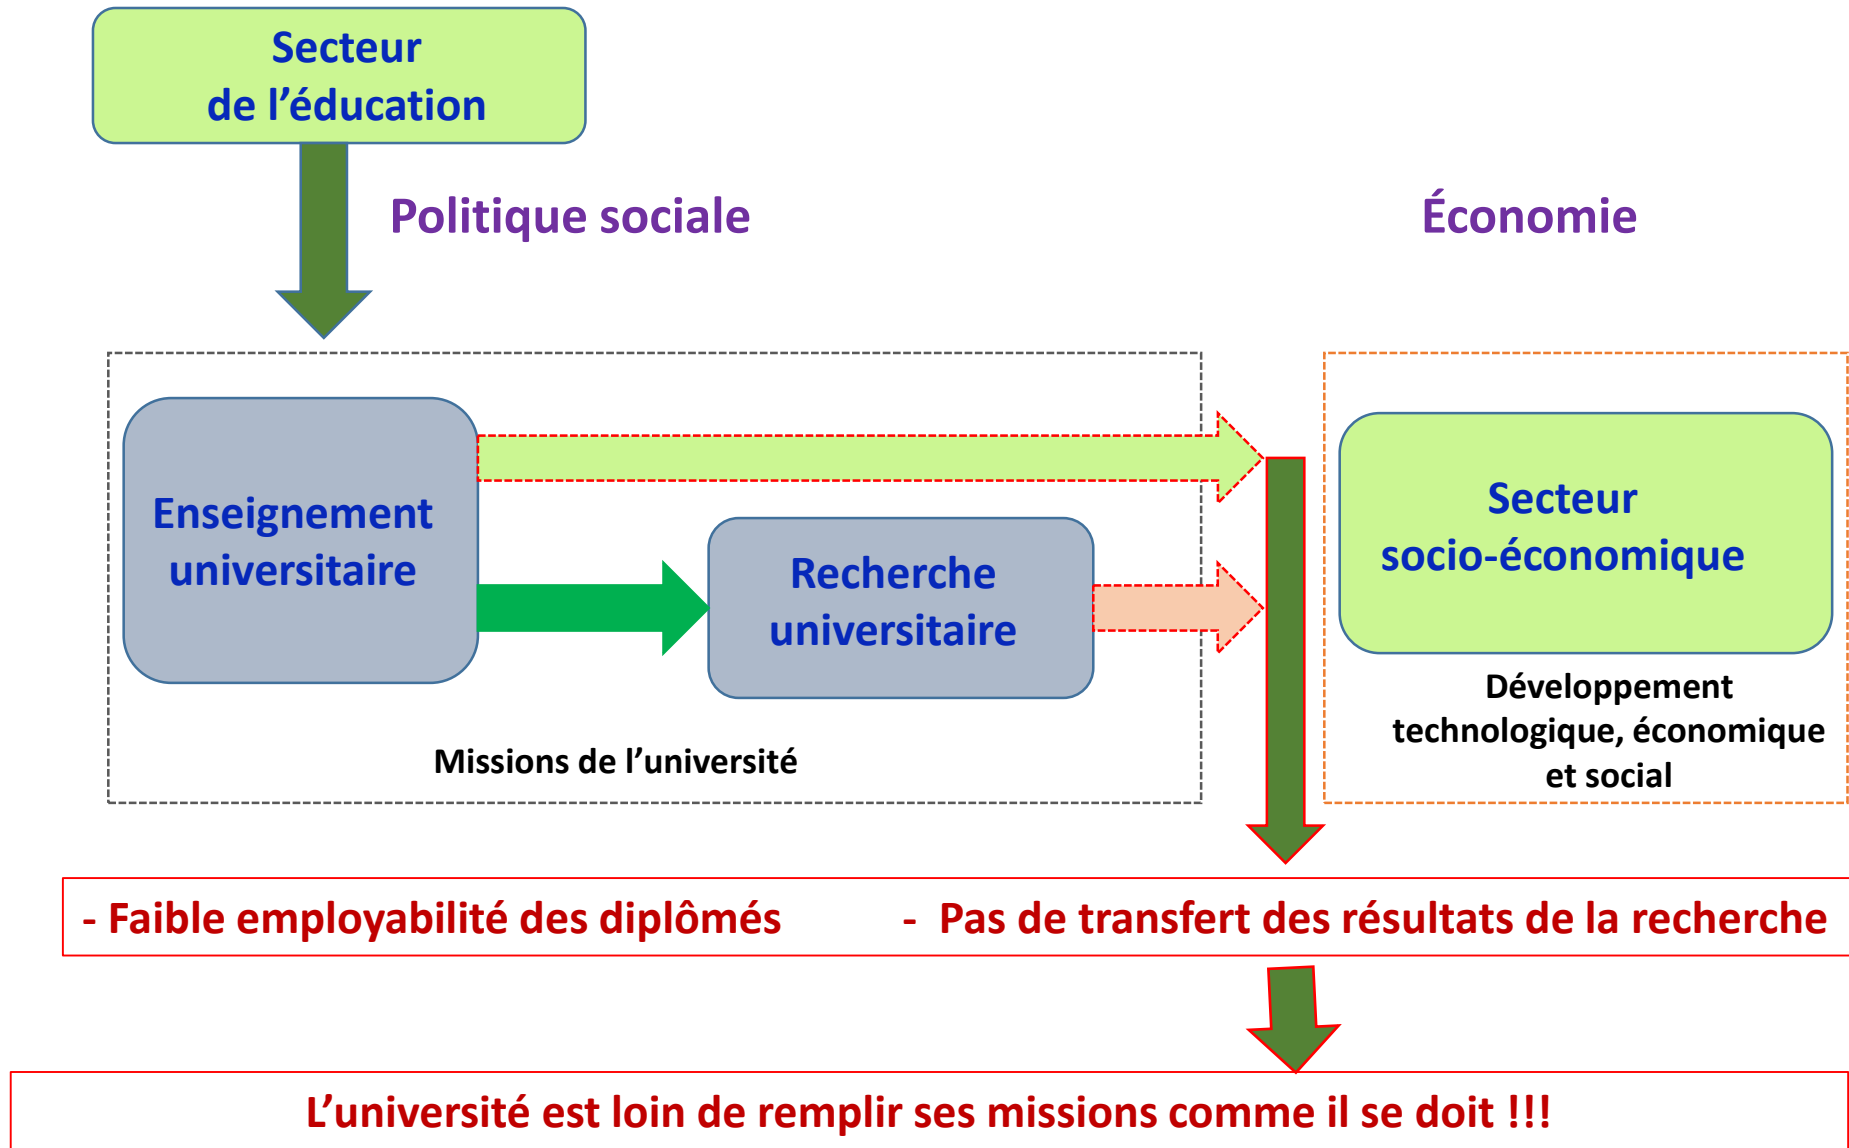 Secteur
de l’éducation
Politique sociale
Économie
Enseignement
universitaire
Recherche
universitaire
Missions de l’université
Secteur
socio-économique
Développement
technologique, économique
et social
- Faible employabilité des diplômés - Pas de transfert des résultats de la recherche
L’université est loin de remplir ses missions comme il se doit !!!